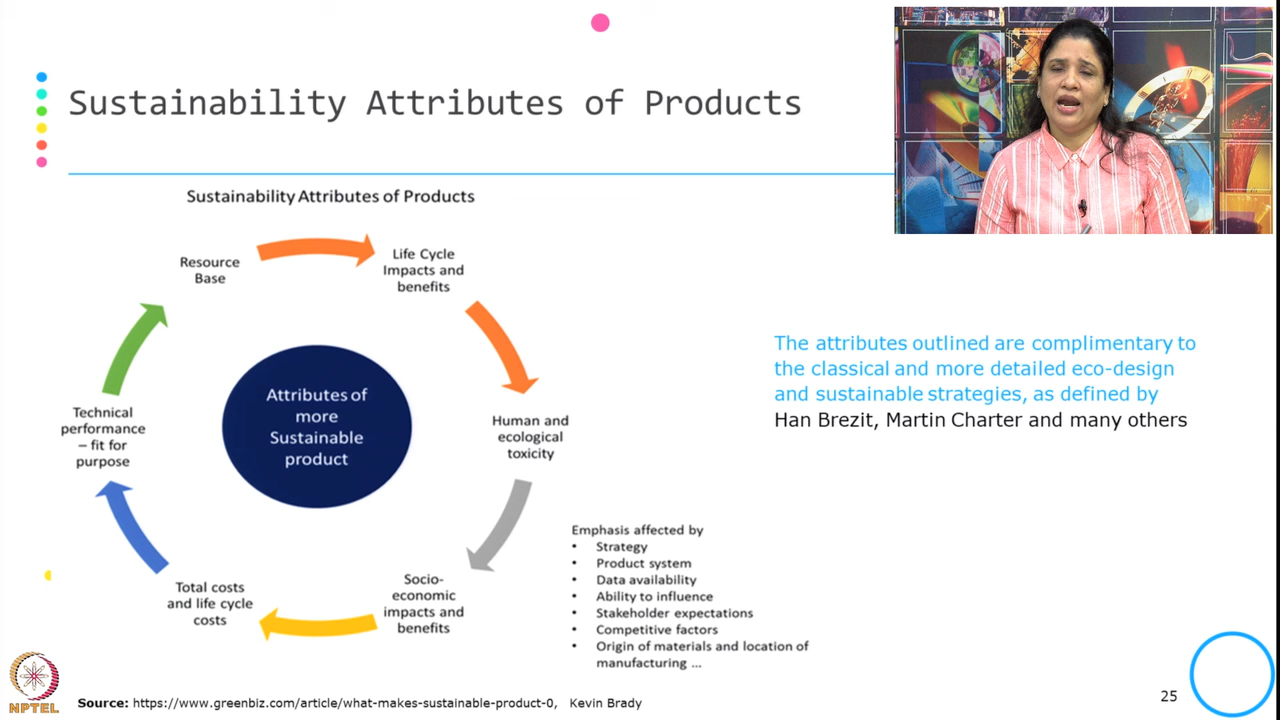 Sustainability Attributes of Products
Sustainability Attributes of Products
Resource
Base
Life Cycle
Impacts and
benefits
Human and
ecological
toxicity
Socio-
economic
impacts and
benefits
Total costs
and life cycle
costs
Technical
performance
– fit for
purpose
Attributes of
more
Sustainable
product
The attributes outlined are complimentary to
the classical and more detailed eco-design
and sustainable strategies, as defined by
Han Brezit, Martin Charter and many others
Emphasis affected by
• Strategy
• Product system
• Data availability
• Ability to influence
• Stakeholder expectations
• Competitive factors
• Origin of materials and location of
manufacturing ...
NPTEL
Source: https://www.greenbiz.com/article/what-makes-sustainable-product-0, Kevin Brady
25